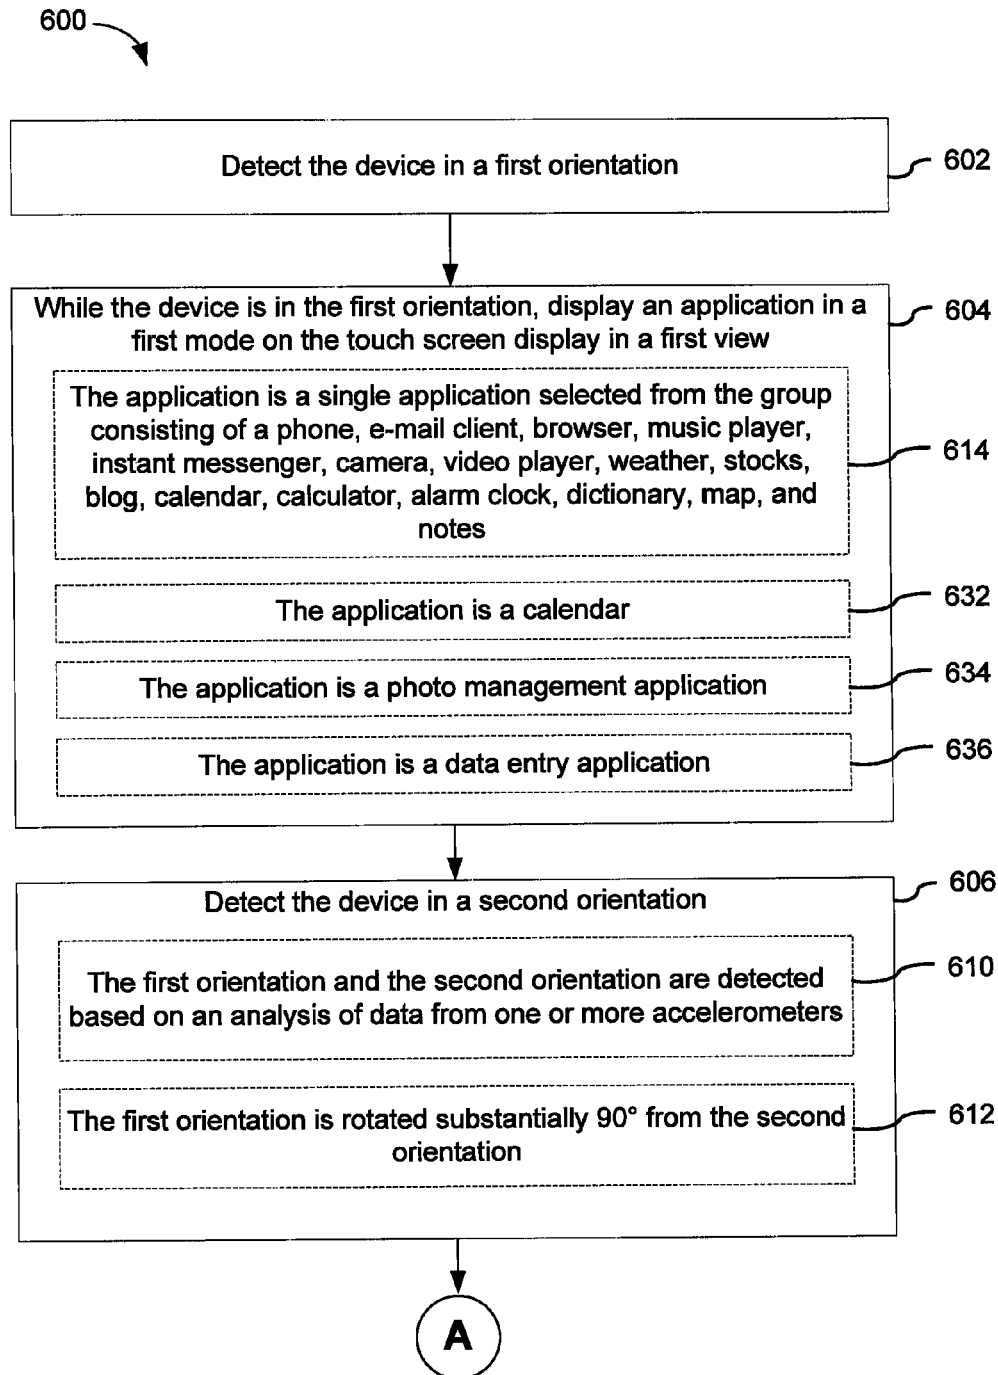 600
Detect the device in a first orientation
602
While the device is in the first orientation, display an application in a
first mode on the touch screen display in a first view
604
The application is a single application selected from the group
consisting of a phone, e-mail client, browser, music player,
instant messenger, camera, video player, weather, stocks,
blog, calendar, calculator, alarm clock, dictionary, map, and
notes
614
The application is a calendar
632
The application is a photo management application
634
The application is a data entry application
636
Detect the device in a second orientation
606
The first orientation and the second orientation are detected
based on an analysis of data from one or more accelerometers
610
The first orientation is rotated substantially 90° from the second
orientation
612
A